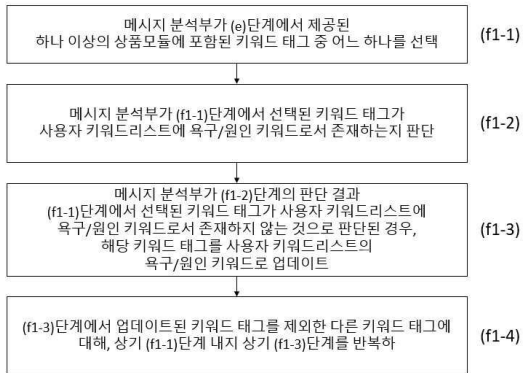 메시지 분석부가 (e)단계에서 제공된
하나 이상의 상품모듈에 포함된 키워드 태그 중 어느 하나를 선택
(f1-1)
메시지 분석부가 (f1-1)단계에서 선택된 키워드 태그가
사용자 키워드리스트에 욕구/원인 키워드로서 존재하는지 판단
(f1-2)
메시지 분석부가 (f1-2)단계의 판단 결과
(f1-1)단계에서 선택된 키워드 태그가 사용자 키워드리스트에
욕구/원인 키워드로서 존재하지 않는 것으로 판단된 경우,
해당 키워드 태그를 사용자 키워드리스트의
욕구/원인 키워드로 업데이트
(f1-3)
(f1-3)단계에서 업데이트된 키워드 태그를 제외한 다른 키워드 태그에
대해, 상기 (f1-1)단계 내지 상기 (f1-3)단계를 반복하
(f1-4)